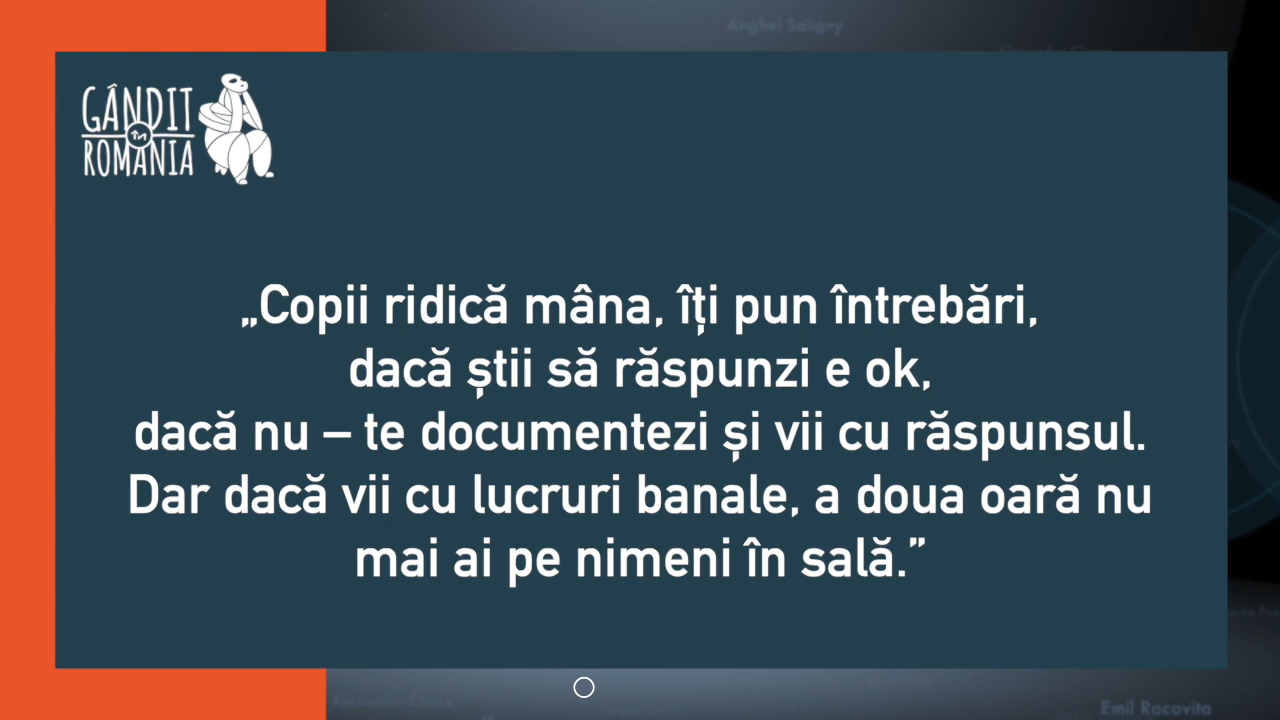 Anghel Saligny
GÂNDIT
în
ROMÂNIA
„Copii ridică mâna, îți pun întrebări,
dacă știi să răspunzi e ok,
dacă nu – te documentezi și vii cu răspunsul.
Dar dacă vii cu lucruri banale, a doua oară nu
mai ai pe nimeni în sală.”
Emil Racovita